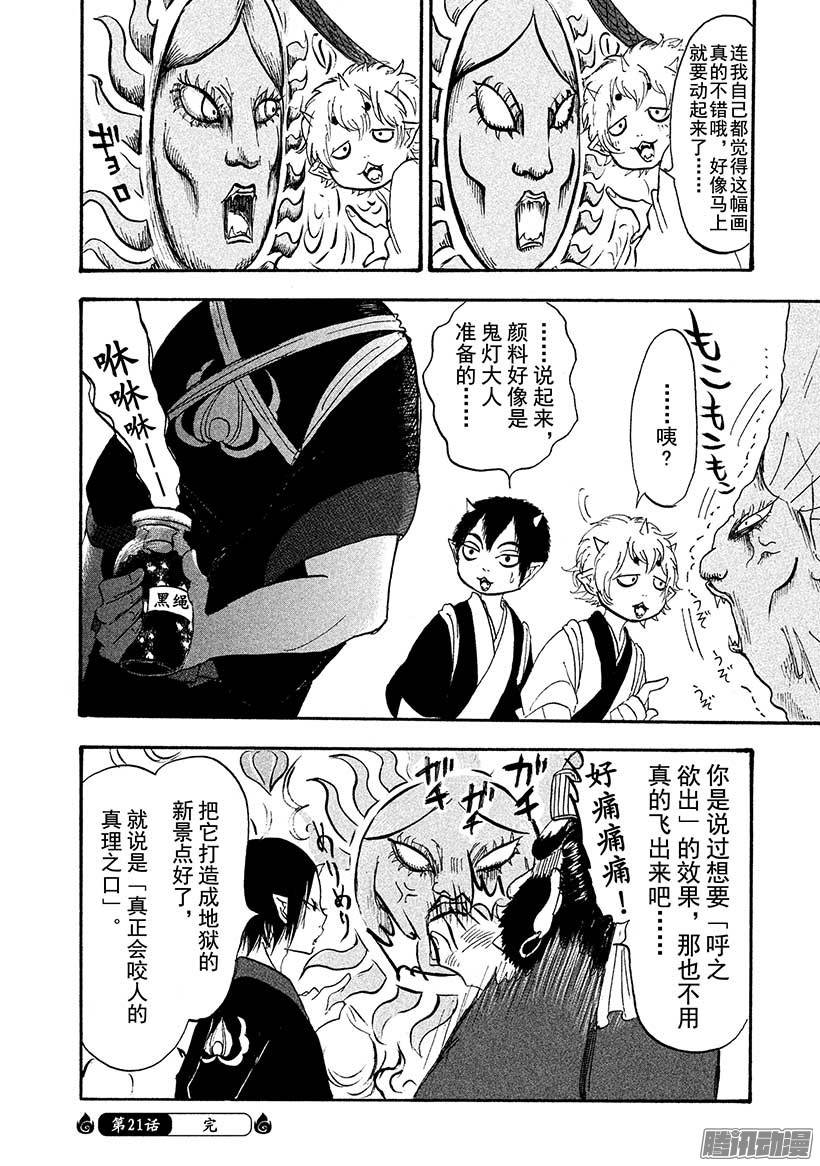 连我自己都觉得这幅画
真的不错哦，好像马上
就要动起来了……
ギョロ
もこもこもこ
……咦？
うぞ
うぞ
うぞ
……说起来，
颜料好像是
鬼灯大人
准备的……
咻咻咻——
黑绳
你是说过想要「呼之
欲出」的效果，那也不用
真的飞出来吧……
好痛痛痛！
ガチ
ガチ
めりめり
把它打造成地狱的
新景点好了，
就说是「真正会咬人的
真理之口」。
第21话
完
腾讯动漫